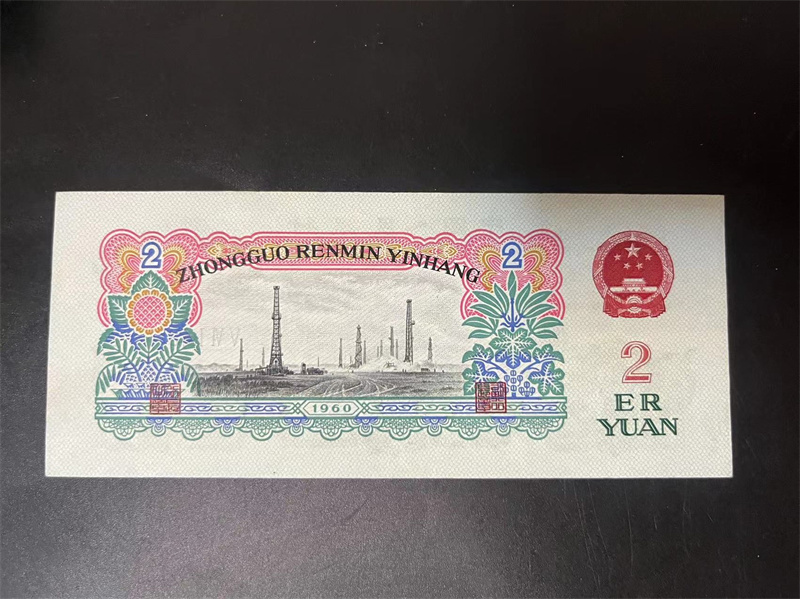 2
ZHONGGUO RENMIN YINHANG
2
1960
2
ER
YUAN